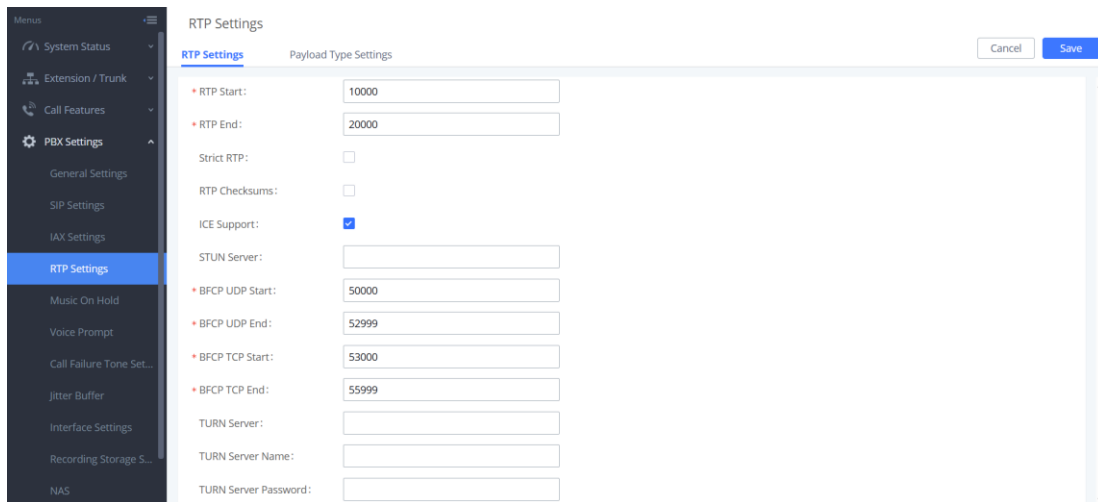 Menus
System Status
Extension / Trunk
Call Features
PBX Settings
General Settings
SIP Settings
IAX Settings
RTP Settings
Music On Hold
Voice Prompt
Call Failure Tone Set...
Jitter Buffer
Interface Settings
Recording Storage S...
NAS
RTP Settings
RTP Settings Payload Type Settings Cancel Save
* RTP Start: 10000
* RTP End: 20000
Strict RTP:
RTP Checksums:
ICE Support:
STUN Server:
* BFCP UDP Start: 50000
* BFCP UDP End: 52999
* BFCP TCP Start: 53000
* BFCP TCP End: 55999
TURN Server:
TURN Server Name:
TURN Server Password: